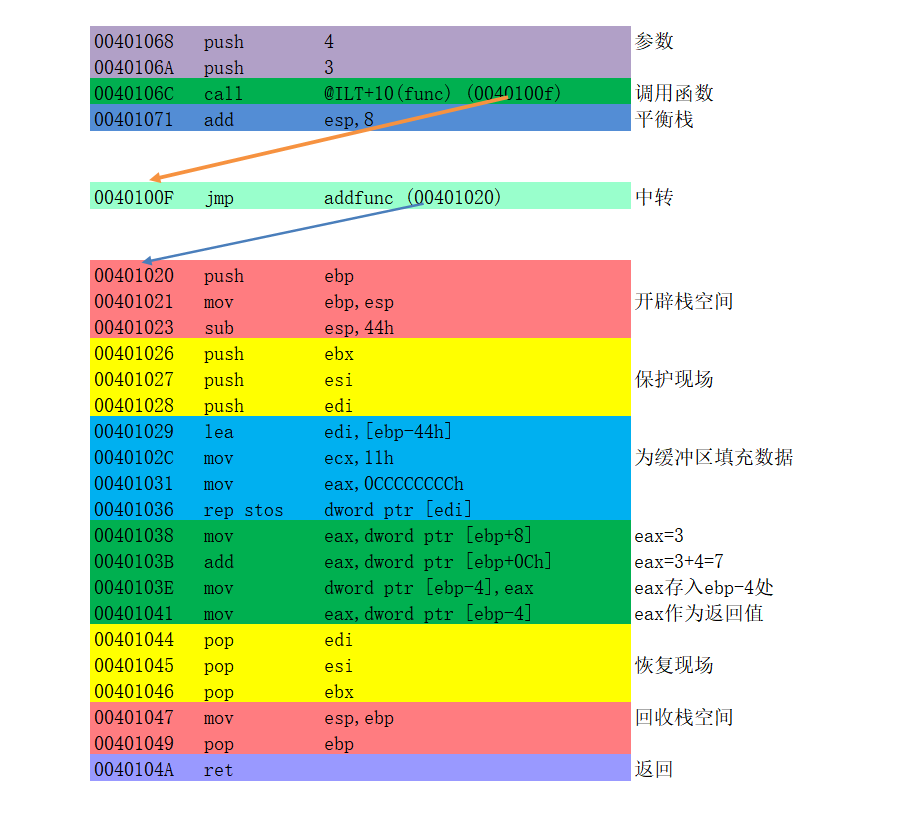 00401068 push 4 参数
0040106A push 3
0040106C call @ILT+10(func) (0040100f) 调用函数
00401071 add esp,8 平衡栈
0040100F jmp addfunc (00401020) 中转
00401020 push ebp
00401021 mov ebp,esp 开辟栈空间
00401023 sub esp,44h
00401026 push ebx
00401027 push esi 保护现场
00401028 push edi
00401029 lea edi,[ebp-44h]
0040102C mov ecx,11h 为缓冲区填充数据
00401031 mov eax,0CCCCCCCCh
00401036 rep stos dword ptr [edi]
00401038 mov eax,dword ptr [ebp+8] eax=3
0040103B add eax,dword ptr [ebp+0Ch] eax=3+4=7
0040103E mov dword ptr [ebp-4],eax eax存入ebp-4处
00401041 mov eax,dword ptr [ebp-4] eax作为返回值
00401044 pop edi
00401045 pop esi 恢复现场
00401046 pop ebx
00401047 mov esp,ebp 回收栈空间
00401049 pop ebp
0040104A ret 返回